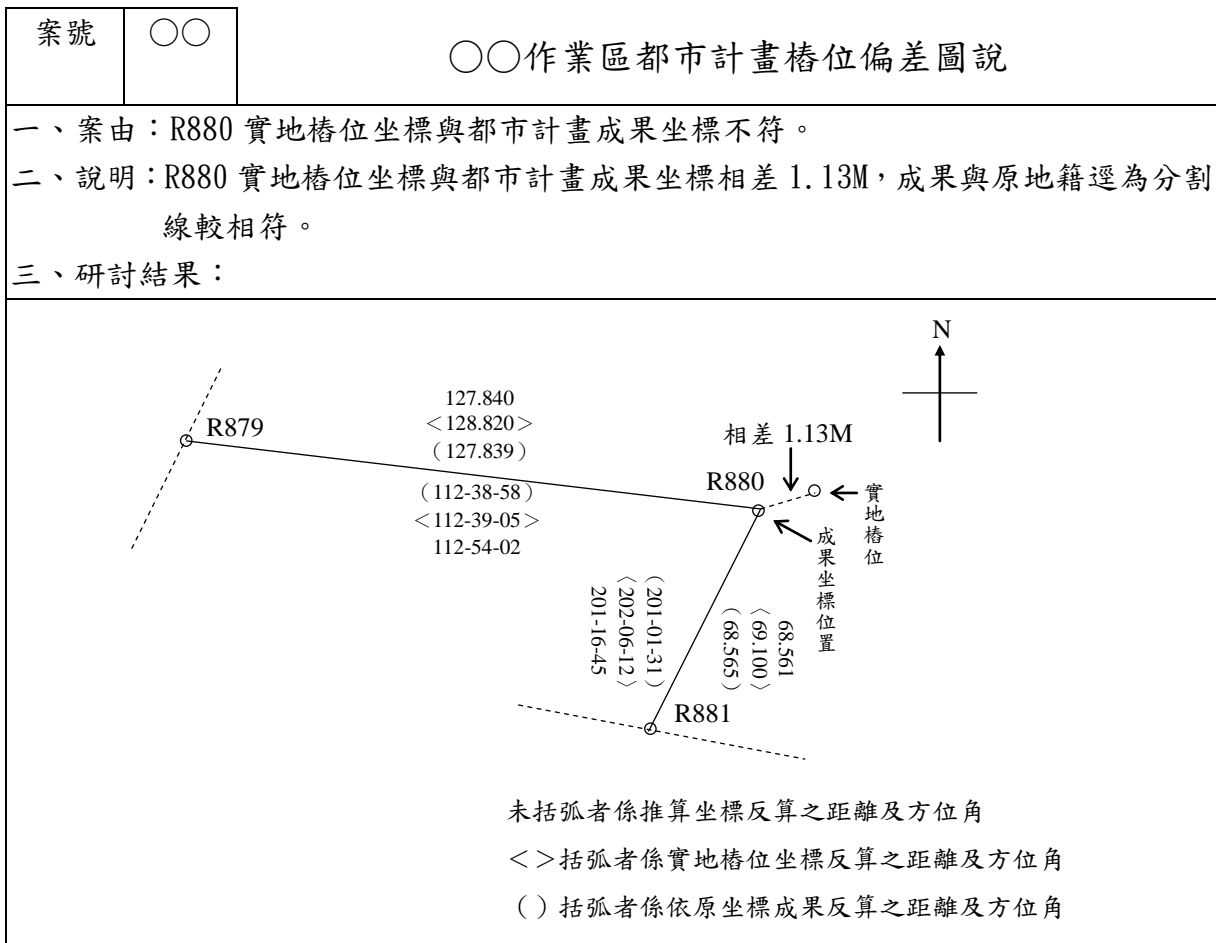 案號
○○
○○作業區都市計畫樁位偏差圖說
一、案由：R880 實地樁位坐標與都市計畫成果坐標不符。
二、說明：R880 實地樁位坐標與都市計畫成果坐標相差 1.13M，成果與原地籍逕為分割
線較相符。
三、研討結果：
N
R879
127.840
＜128.820＞
（127.839）
（112-38-58）
＜112-39-05＞
112-54-02
相差 1.13M
R880
實地樁位
成果坐標位置
（201-01-31）
〈202-06-12〉
201-16-45
68.561
〈69.100〉
（68.565）
R881
未括弧者係推算坐標反算之距離及方位角
＜＞括弧者係實地樁位坐標反算之距離及方位角
（）括弧者係依原坐標成果反算之距離及方位角